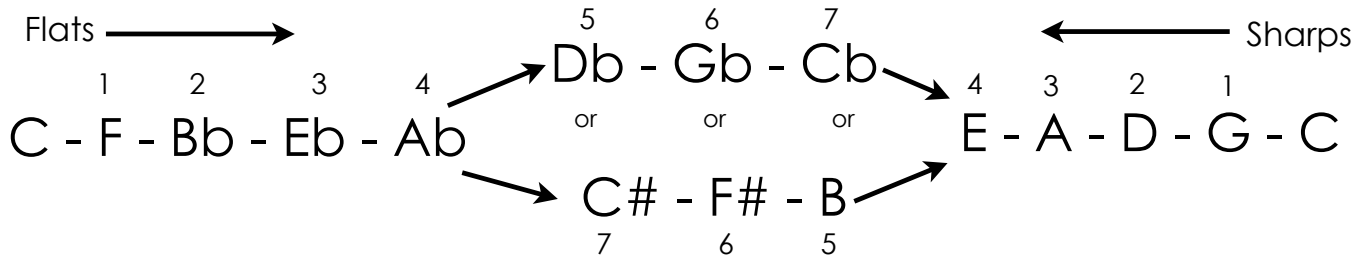 5 6 7
Flats Sharps
Db - Gb - Cb
1 2 3 4 4 3 2 1
or or or
C - F - Bb - Eb - Ab E - A - D - G - C
C# - F# - B
7 6 5